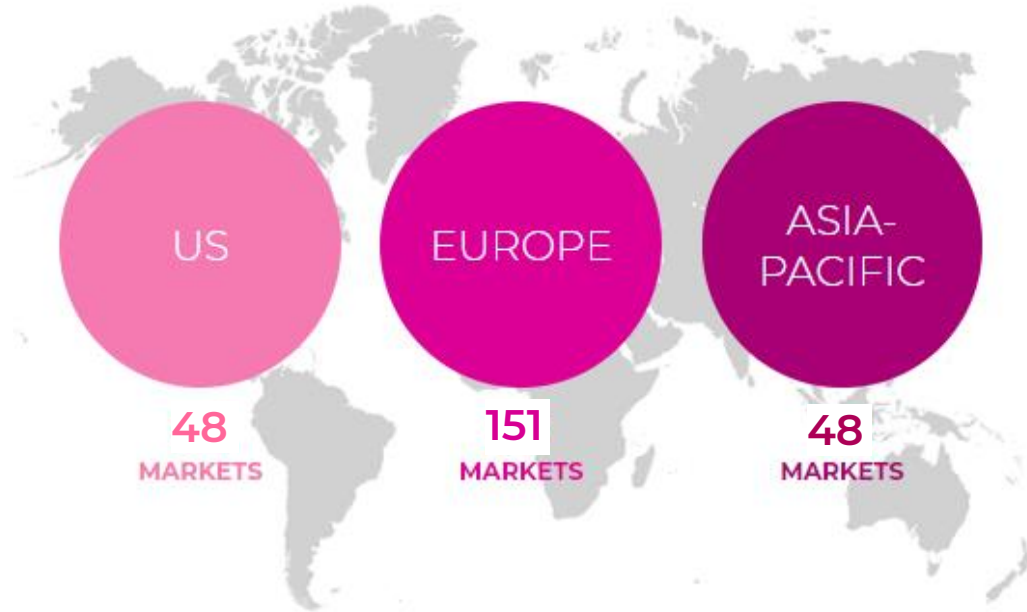 US
48
MARKETS
EUROPE
151
MARKETS
ASIA-
PACIFIC
48
MARKETS